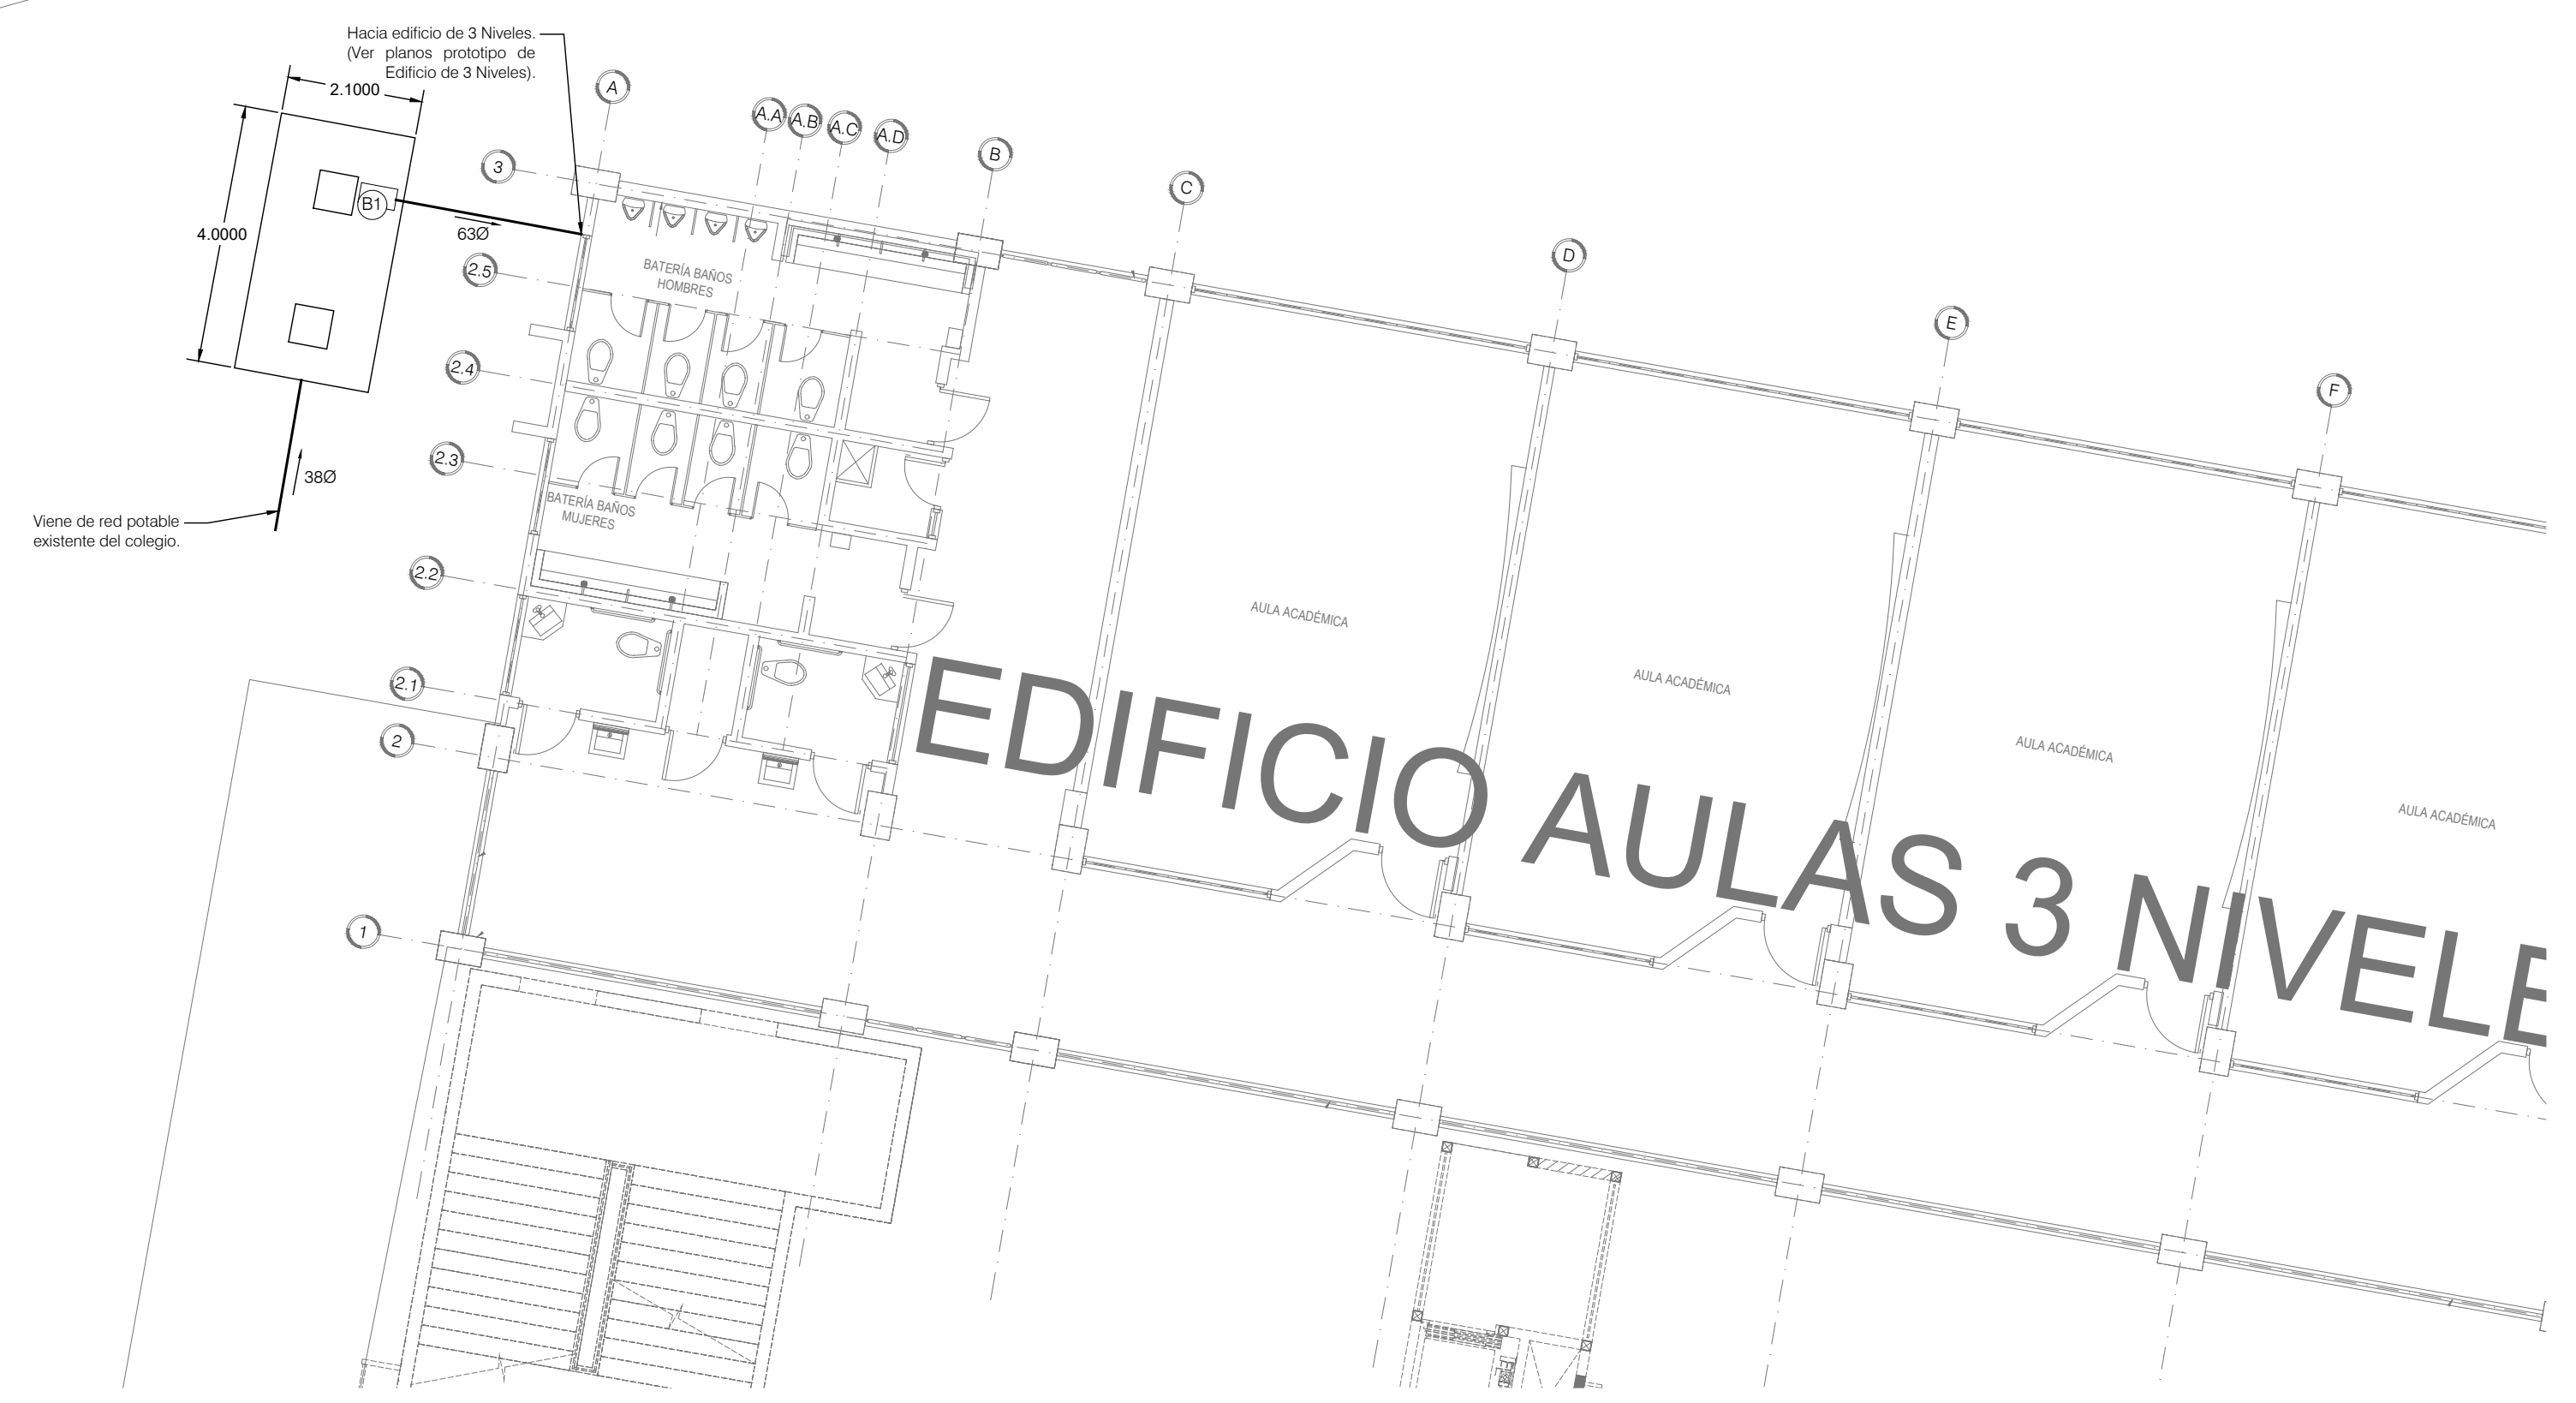 Hacia edificio de 3 Niveles.
(Ver planos prototipo de
Edificio de 3 Niveles).
2.1000
4.0000
B1
63Ø
38Ø
Viene de red potable
existente del colegio.
A
A.A
A.B
A.C
A.D
B
C
D
E
F
3
2.5
2.4
2.3
2.2
2.1
2
1
BATERÍA BAÑOS
HOMBRES
BATERÍA BAÑOS
MUJERES
AULA ACADÉMICA
AULA ACADÉMICA
AULA ACADÉMICA
AULA ACADÉMICA
EDIFICIO AULAS 3 NIVELE